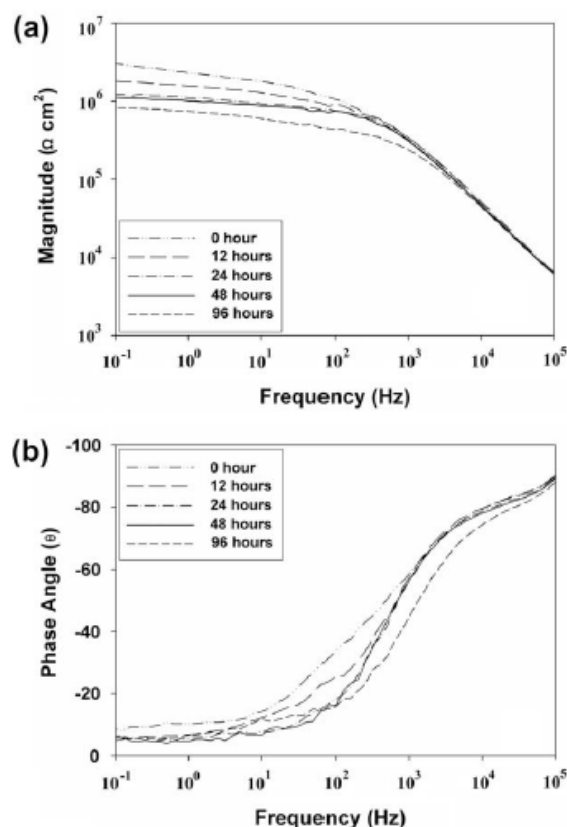 (a)
10^7
10^6
10^5
10^4
10^3
Magnitude (Ω cm²)
0 hour
12 hours
24 hours
48 hours
96 hours
10^-1 10^0 10^1 10^2 10^3 10^4 10^5
Frequency (Hz)
(b)
-100
-80
-60
-40
-20
0
Phase Angle (θ)
0 hour
12 hours
24 hours
48 hours
96 hours
10^-1 10^0 10^1 10^2 10^3 10^4 10^5
Frequency (Hz)